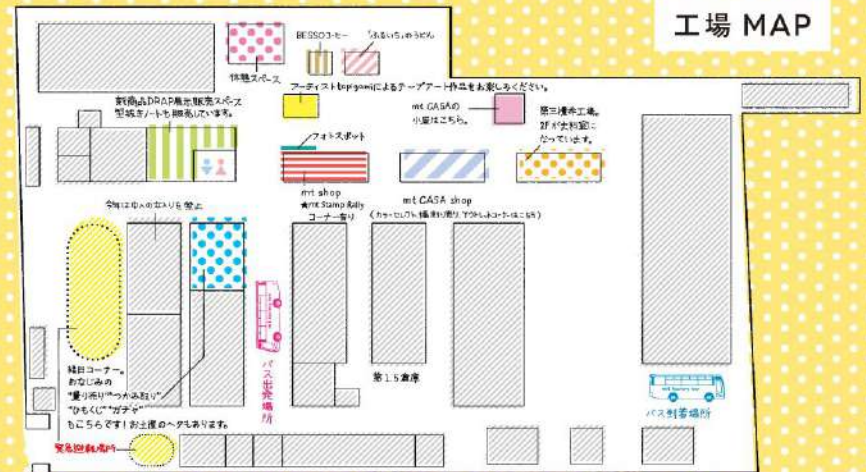 工場 MAP
BESSOコーヒー
「ふるいち」のうどん
休憩スペース
アーティストtopigamiによるテープアート作品をお楽しみください。
新商品DRAP展示販売スペース
型抜きノートも販売しています。
mt CASAの
小屋はこちら。
第三攪拌工場。
2Fが史料室に
なっています。
フォトスポット
mt shop
★mt Stamp Rally
コーナー有り
mt CASA shop
今年は中への立入りを禁止
バス出発場所
第1.5倉庫
縁日コーナー。
おなじみの
"量り売り" "つかみ取り"
"ひもくじ" "ガチャ"
もこちらです！お土産のヘタもあります。
バス到着場所
緊急回転場所